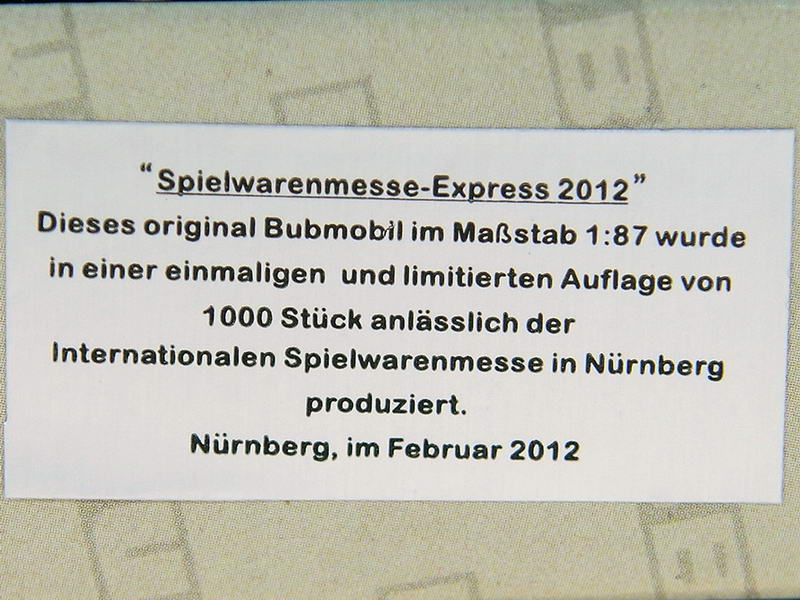 “Spielwarenmesse-Express 2012”
Dieses original Bubmobil im Maßstab 1:87 wurde
in einer einmaligen und limitierten Auflage von
1000 Stück anlässlich der
Internationalen Spielwarenmesse in Nürnberg
produziert.
Nürnberg, im Februar 2012